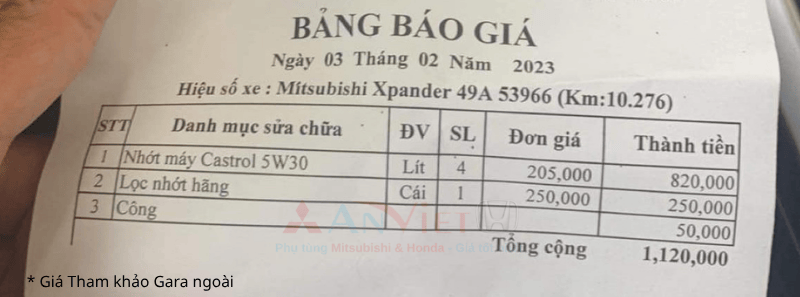 BẢNG BÁO GIÁ
Ngày 03 Tháng 02 Năm 2023
Hiệu số xe : Mítsubishi Xpander 49A 53966 (Km:10.276)
STT Danh mục sửa chữa ĐV SL Đơn giá Thành tiền
1 Nhớt máy Castrol 5W30 Lít 4 205,000 820,000
2 Lọc nhớt hãng Cái 1 250,000 250,000
3 Công 50,000
ANVIET
Phụ tùng Mitsubishi & Honda
Tổng cộng 1,120,000
* Giá Tham khảo Gara ngoài